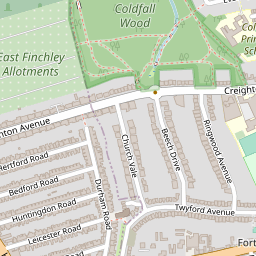 Coldfall
Wood
East Finchley
Allotments
Col
Prin
Sch
Creight
nton Avenue
Church Vale
Beech Drive
Ringwood Avenue
Hertford Road
Bedford Road
Durham Road
Huntingdon Road
Leicester Road
Twyford Avenue
Fort